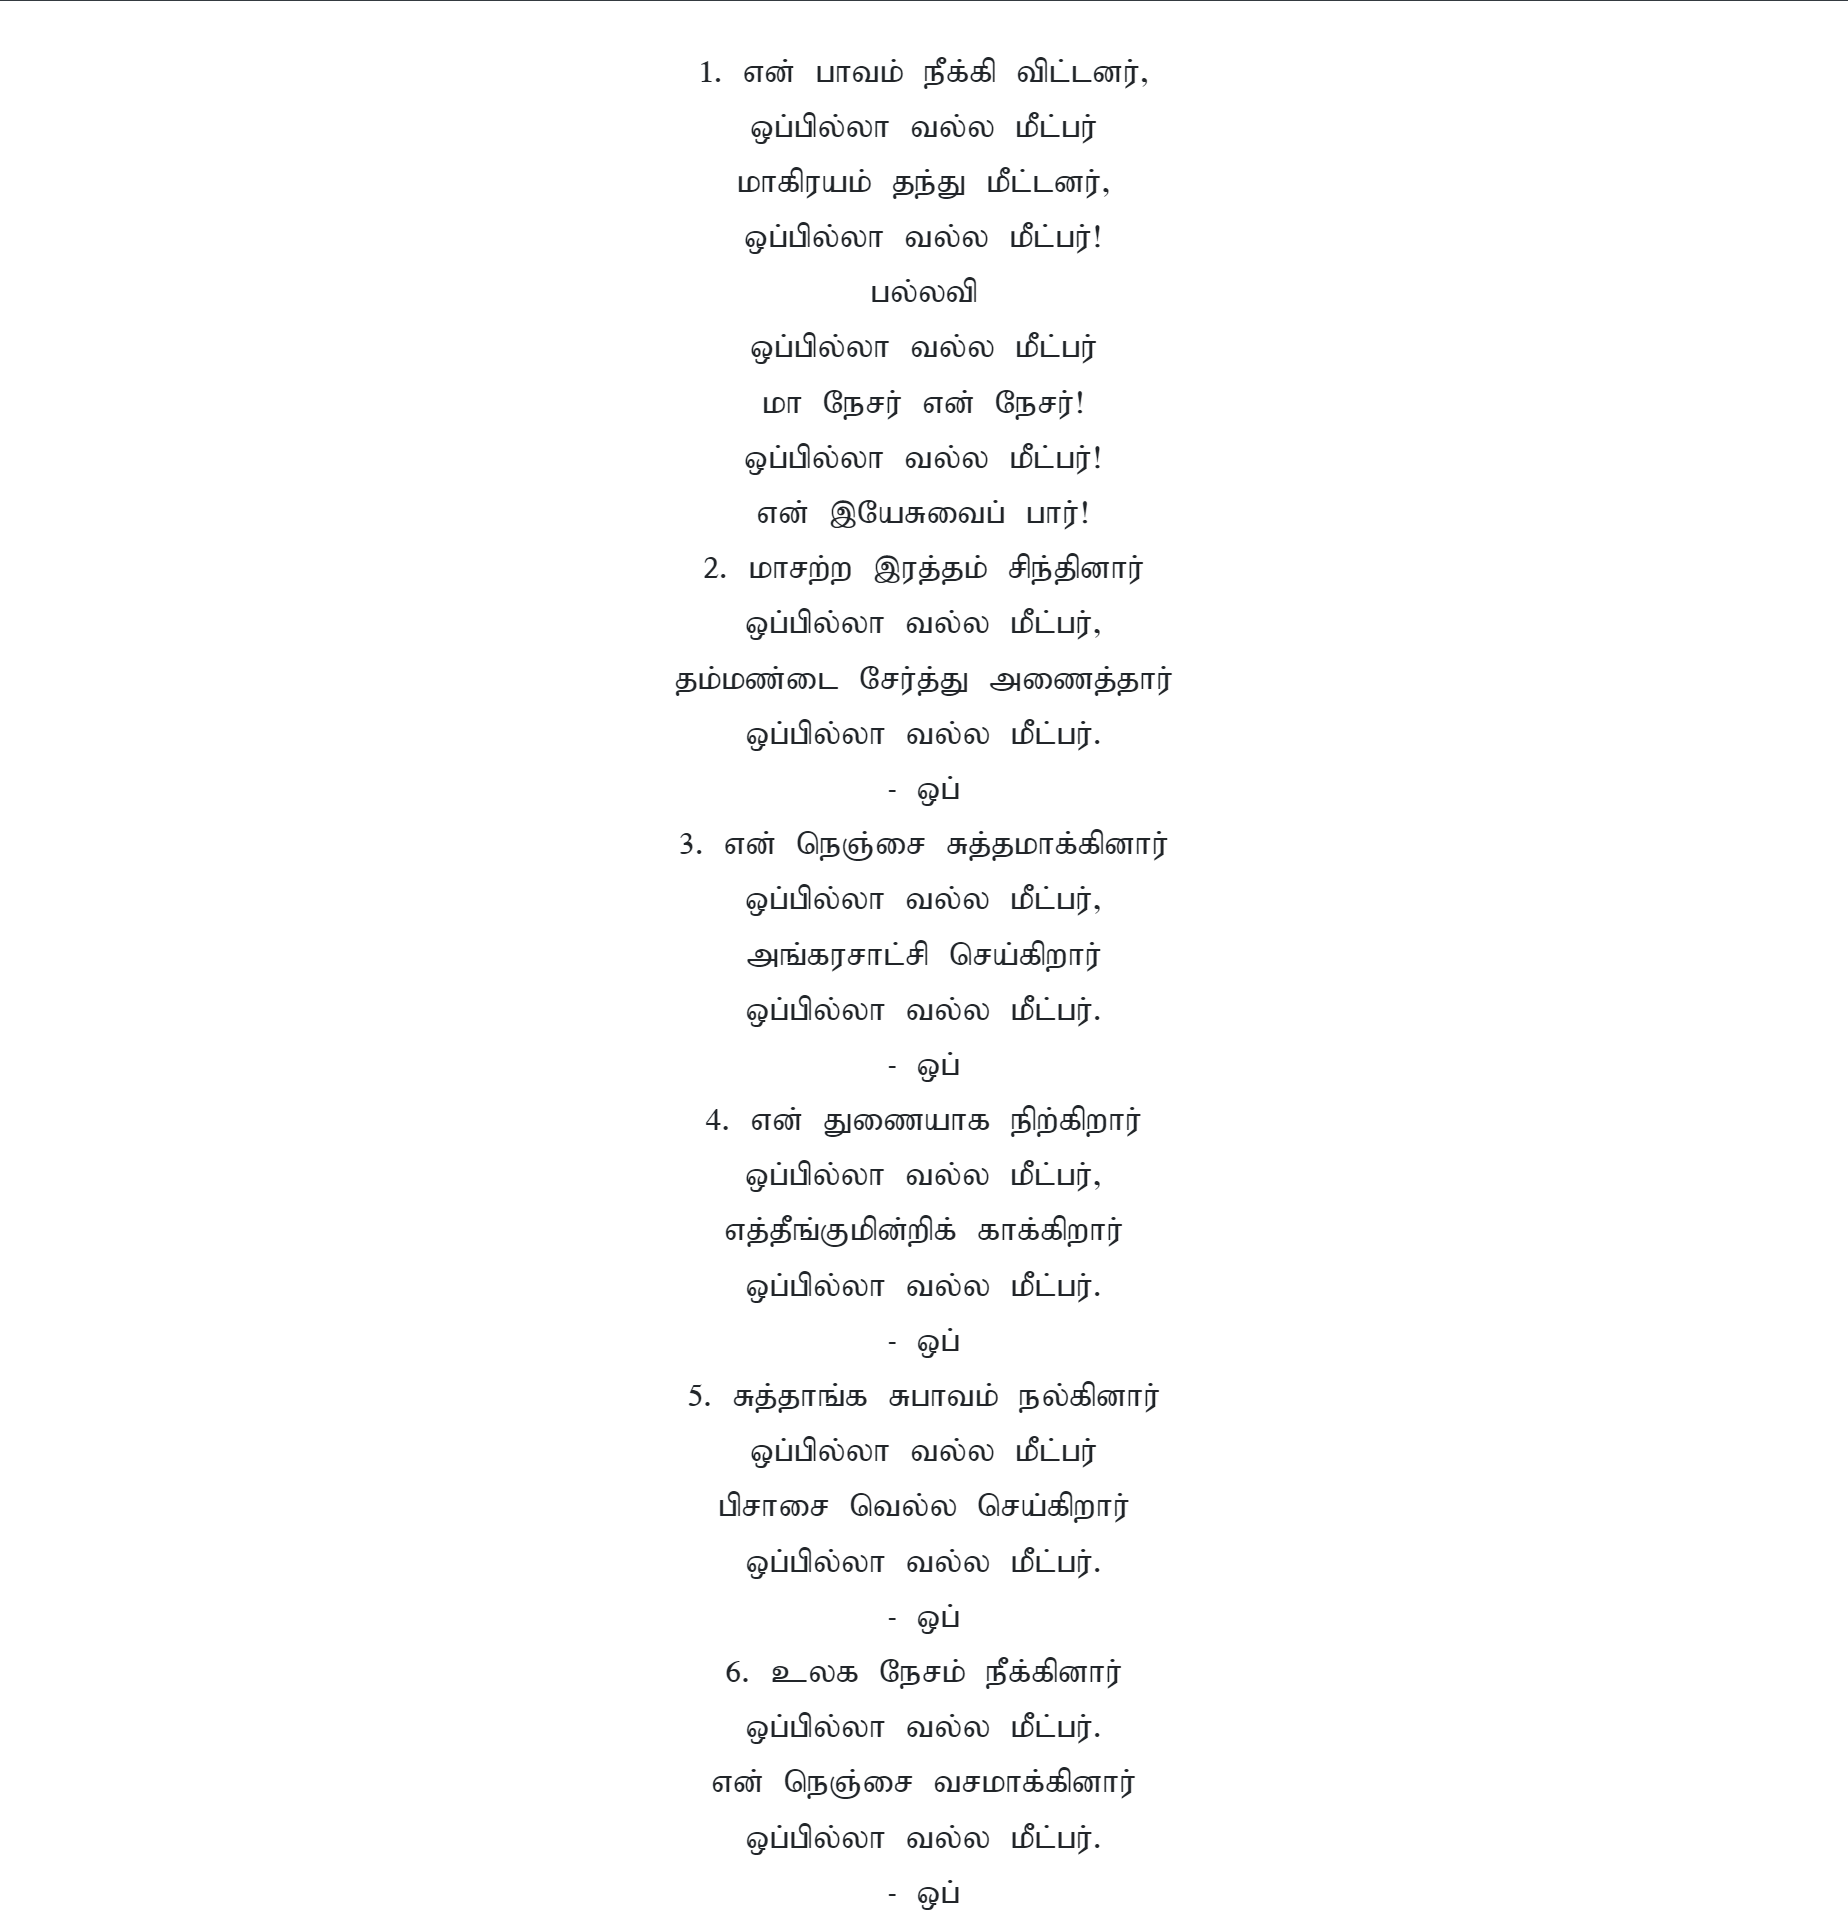 1. என் பாவம் நீக்கி விட்டனர்,
ஒப்பில்லா வல்ல மீட்பர்
மாகிரயம் தந்து மீட்டனர்,
ஒப்பில்லா வல்ல மீட்பர்!
பல்லவி
ஒப்பில்லா வல்ல மீட்பர்
மா நேசர் என் நேசர்!
ஒப்பில்லா வல்ல மீட்பர்!
என் இயேசுவைப் பார்!
2. மாசற்ற இரத்தம் சிந்தினார்
ஒப்பில்லா வல்ல மீட்பர்,
தம்மண்டை சேர்த்து அணைத்தார்
ஒப்பில்லா வல்ல மீட்பர்.
- ஒப்
3. என் நெஞ்சை சுத்தமாக்கினார்
ஒப்பில்லா வல்ல மீட்பர்,
அங்கரசாட்சி செய்கிறார்
ஒப்பில்லா வல்ல மீட்பர்.
- ஒப்
4. என் துணையாக நிற்கிறார்
ஒப்பில்லா வல்ல மீட்பர்,
எத்தீங்குமின்றிக் காக்கிறார்
ஒப்பில்லா வல்ல மீட்பர்.
- ஒப்
5. சுத்தாங்க சுபாவம் நல்கினார்
ஒப்பில்லா வல்ல மீட்பர்
பிசாசை வெல்ல செய்கிறார்
ஒப்பில்லா வல்ல மீட்பர்.
- ஒப்
6. உலக நேசம் நீக்கினார்
ஒப்பில்லா வல்ல மீட்பர்.
என் நெஞ்சை வசமாக்கினார்
ஒப்பில்லா வல்ல மீட்பர்.
- ஒப்